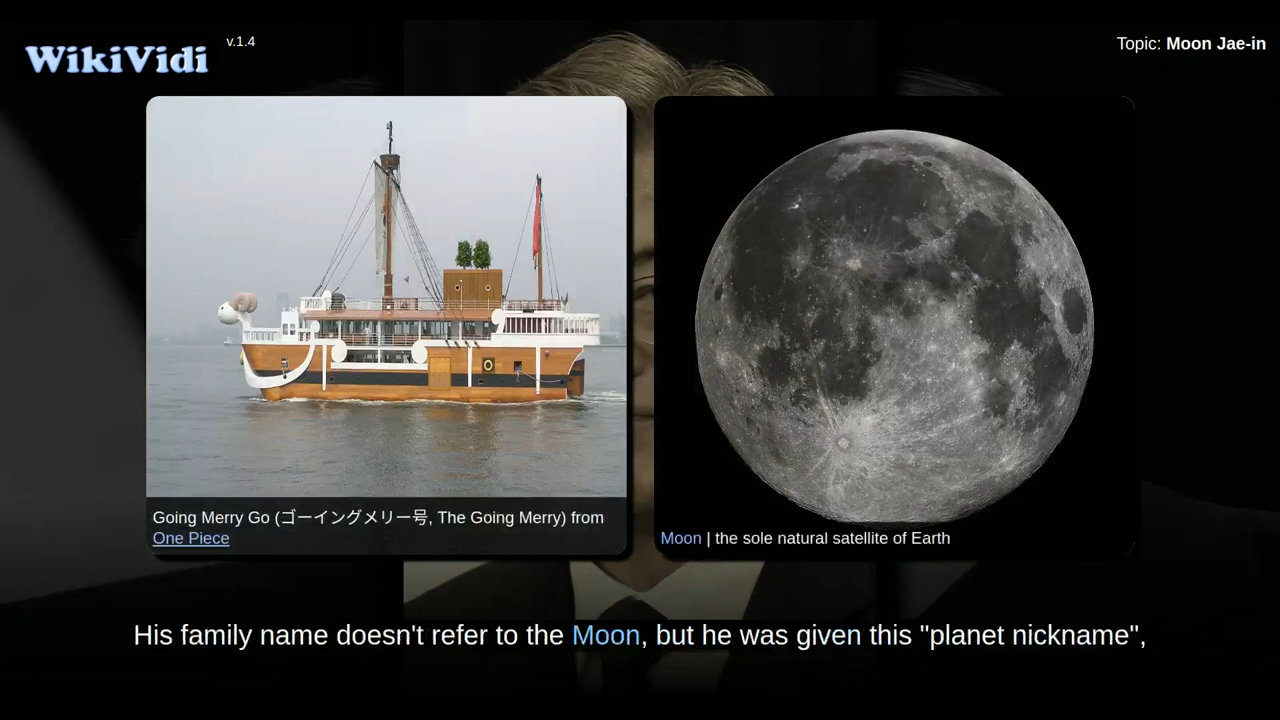 WikiVidi
v.1.4
Topic: Moon Jae-in
Going Merry Go (ゴーイングメリー号, The Going Merry) from
One Piece
Moon | the sole natural satellite of Earth
His family name doesn't refer to the Moon, but he was given this "planet nickname",